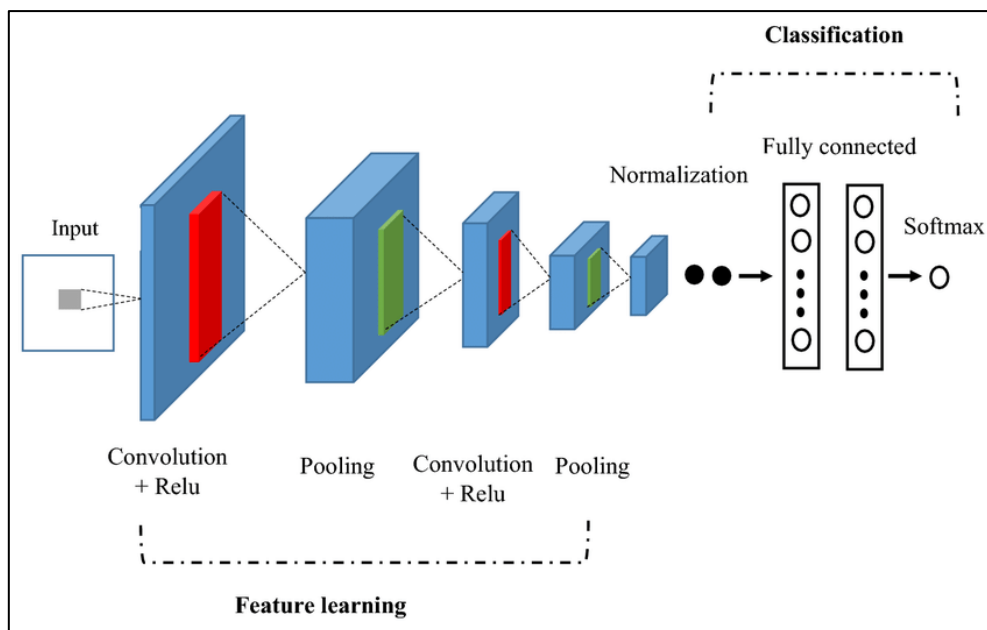 Classification
Fully connected
Normalization
Input
Softmax
Convolution
+ Relu
Pooling
Convolution
+ Relu
Pooling
Feature learning